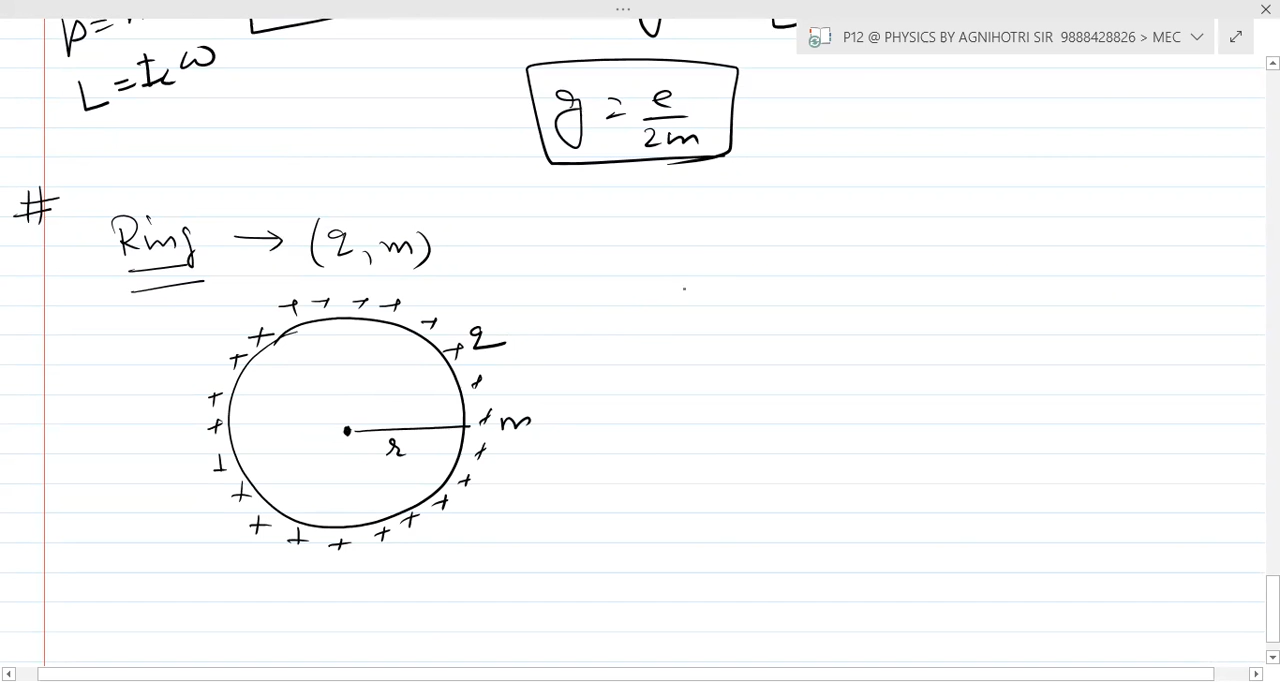 P12 @ PHYSICS BY AGNIHOTRI SIR 9888428826 > MEC
p=
L = Iω
g = e/2m
#
Ring → (q, m)
+ + + + + + q
+ + + + + + m
r
+ + + + + + + + + + +